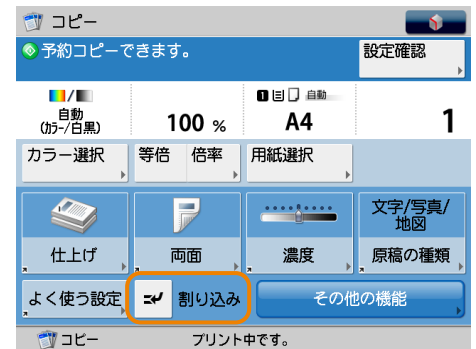 コピー
予約コピーできます。
設定確認
自動
(ｶﾗｰ/白黒)
100 %
1 自動
A4
1
カラー選択
等倍
倍率
用紙選択
仕上げ
両面
濃度
文字/写真/
地図
原稿の種類
よく使う設定
割り込み
その他の機能
コピー
プリント中です。